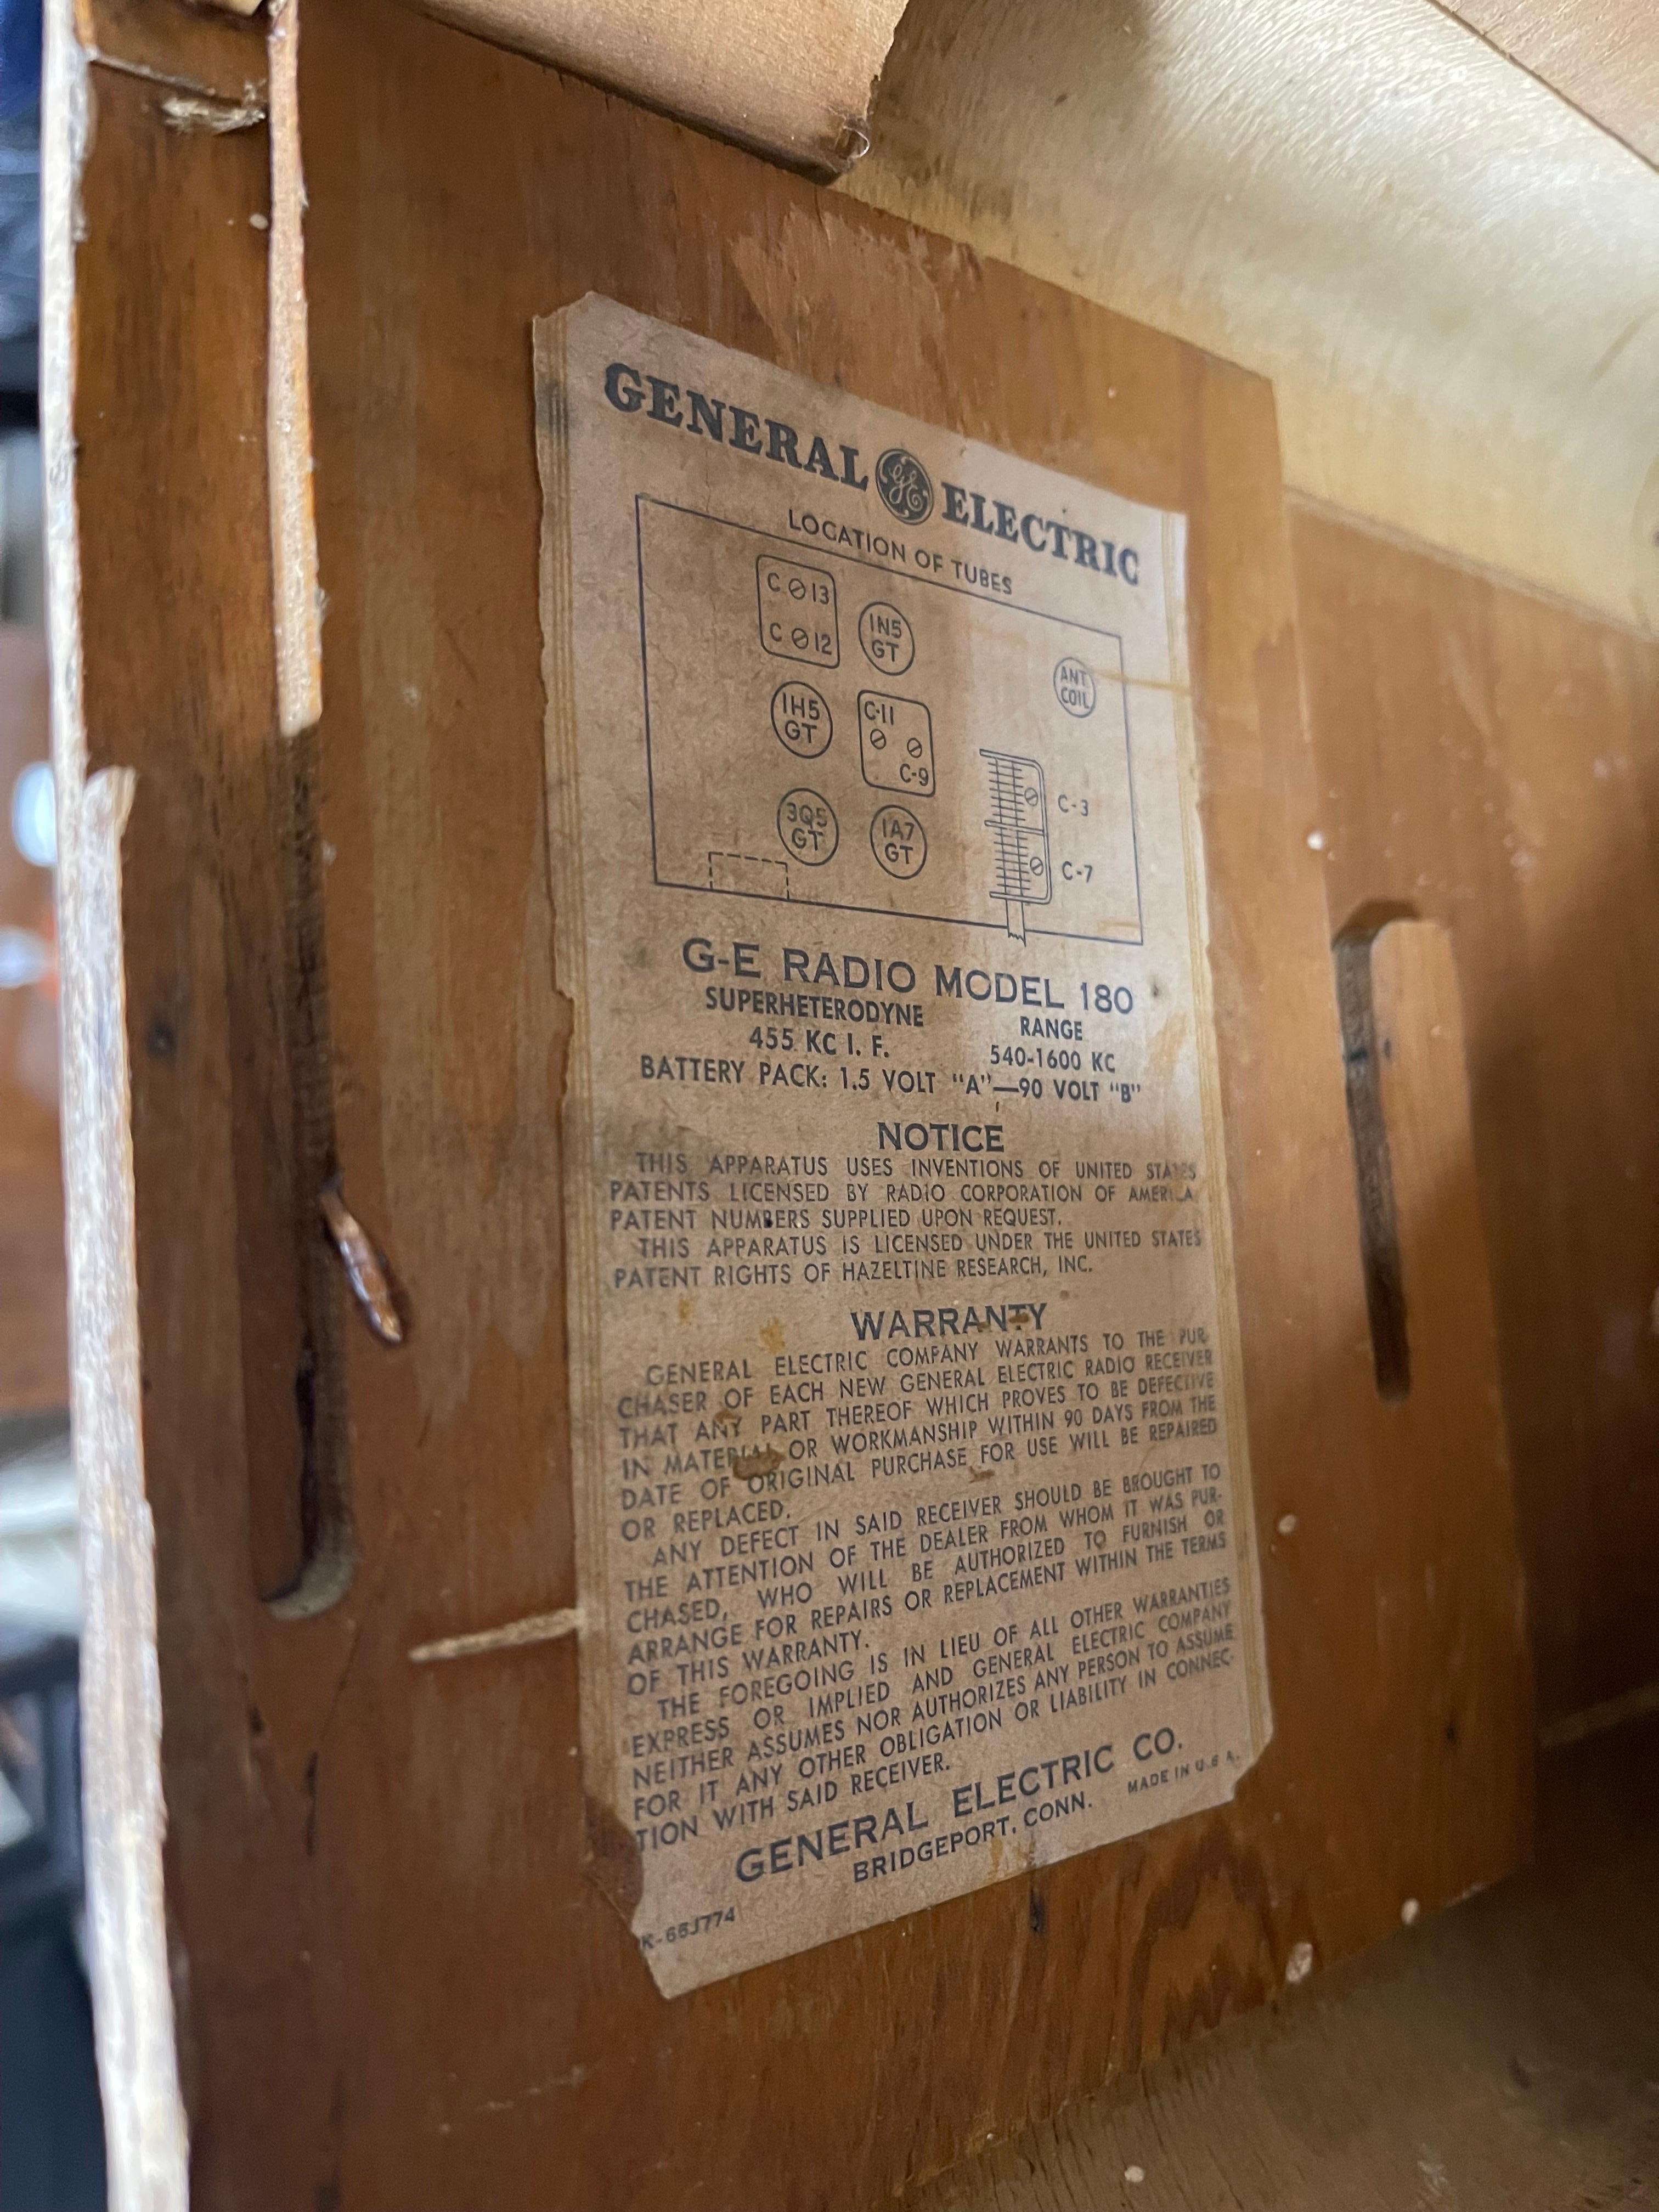 GENERAL GE ELECTRIC
LOCATION OF TUBES
C 13
C 12
1N5
GT
ANT.
COIL
1H5
GT
C-11
C-9
3Q5
GT
1A7
GT
C-3
C-7
G-E RADIO MODEL 180
SUPERHETERODYNE RANGE
455 KC I. F. 540-1600 KC
BATTERY PACK: 1.5 VOLT "A"—90 VOLT "B"
NOTICE
THIS APPARATUS USES INVENTIONS OF UNITED STATES
PATENTS LICENSED BY RADIO CORPORATION OF AMERICA
PATENT NUMBERS SUPPLIED UPON REQUEST.
THIS APPARATUS IS LICENSED UNDER THE UNITED STATES
PATENT RIGHTS OF HAZELTINE RESEARCH, INC.
WARRANTY
GENERAL ELECTRIC COMPANY WARRANTS TO THE PUR-
CHASER OF EACH NEW GENERAL ELECTRIC RADIO RECEIVER
THAT ANY PART THEREOF WHICH PROVES TO BE DEFECTIVE
IN MATERIAL OR WORKMANSHIP WITHIN 90 DAYS FROM THE
DATE OF ORIGINAL PURCHASE FOR USE WILL BE REPAIRED
OR REPLACED.
ANY DEFECT IN SAID RECEIVER SHOULD BE BROUGHT TO
THE ATTENTION OF THE DEALER FROM WHOM IT WAS PUR-
CHASED, WHO WILL BE AUTHORIZED TO FURNISH OR
ARRANGE FOR REPAIRS OR REPLACEMENT WITHIN THE TERMS
OF THIS WARRANTY.
THE FOREGOING IS IN LIEU OF ALL OTHER WARRANTIES
EXPRESS OR IMPLIED AND GENERAL ELECTRIC COMPANY
NEITHER ASSUMES NOR AUTHORIZES ANY PERSON TO ASSUME
FOR IT ANY OTHER OBLIGATION OR LIABILITY IN CONNEC-
TION WITH SAID RECEIVER.
GENERAL ELECTRIC CO.
BRIDGEPORT, CONN. MADE IN U.S.A.
K-65J774